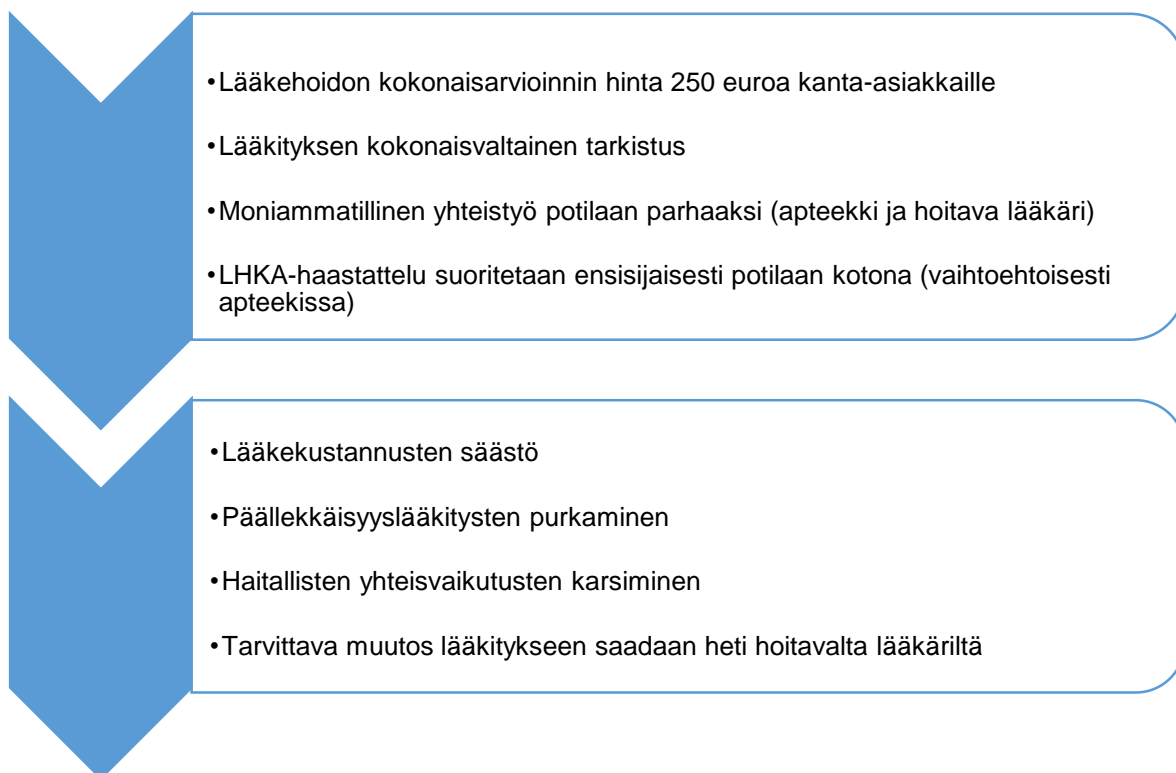 •Lääkehoidon kokonaisarvioinnin hinta 250 euroa kanta-asiakkaille
•Lääkityksen kokonaisvaltainen tarkistus
•Moniammatillinen yhteistyö potilaan parhaaksi (apteekki ja hoitava lääkäri)
•LHKA-haastattelu suoritetaan ensisijaisesti potilaan kotona (vaihtoehtoisesti
apteekissa)
•Lääkekustannusten säästö
•Päällekkäisyyslääkitysten purkaminen
•Haitallisten yhteisvaikutusten karsiminen
•Tarvittava muutos lääkitykseen saadaan heti hoitavalta lääkäriltä